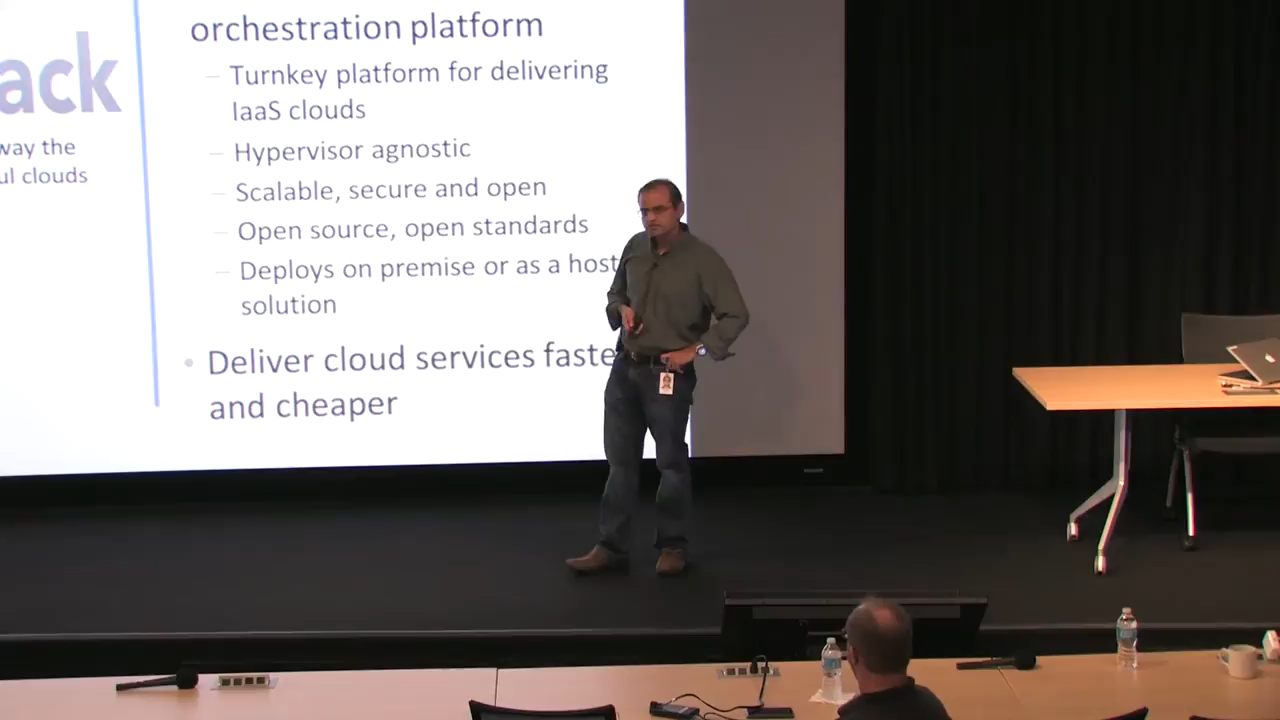 orchestration platform
– Turnkey platform for delivering
IaaS clouds
– Hypervisor agnostic
– Scalable, secure and open
– Open source, open standards
– Deploys on premise or as a host
solution
• Deliver cloud services faste
and cheaper
ack
way the
ul clouds